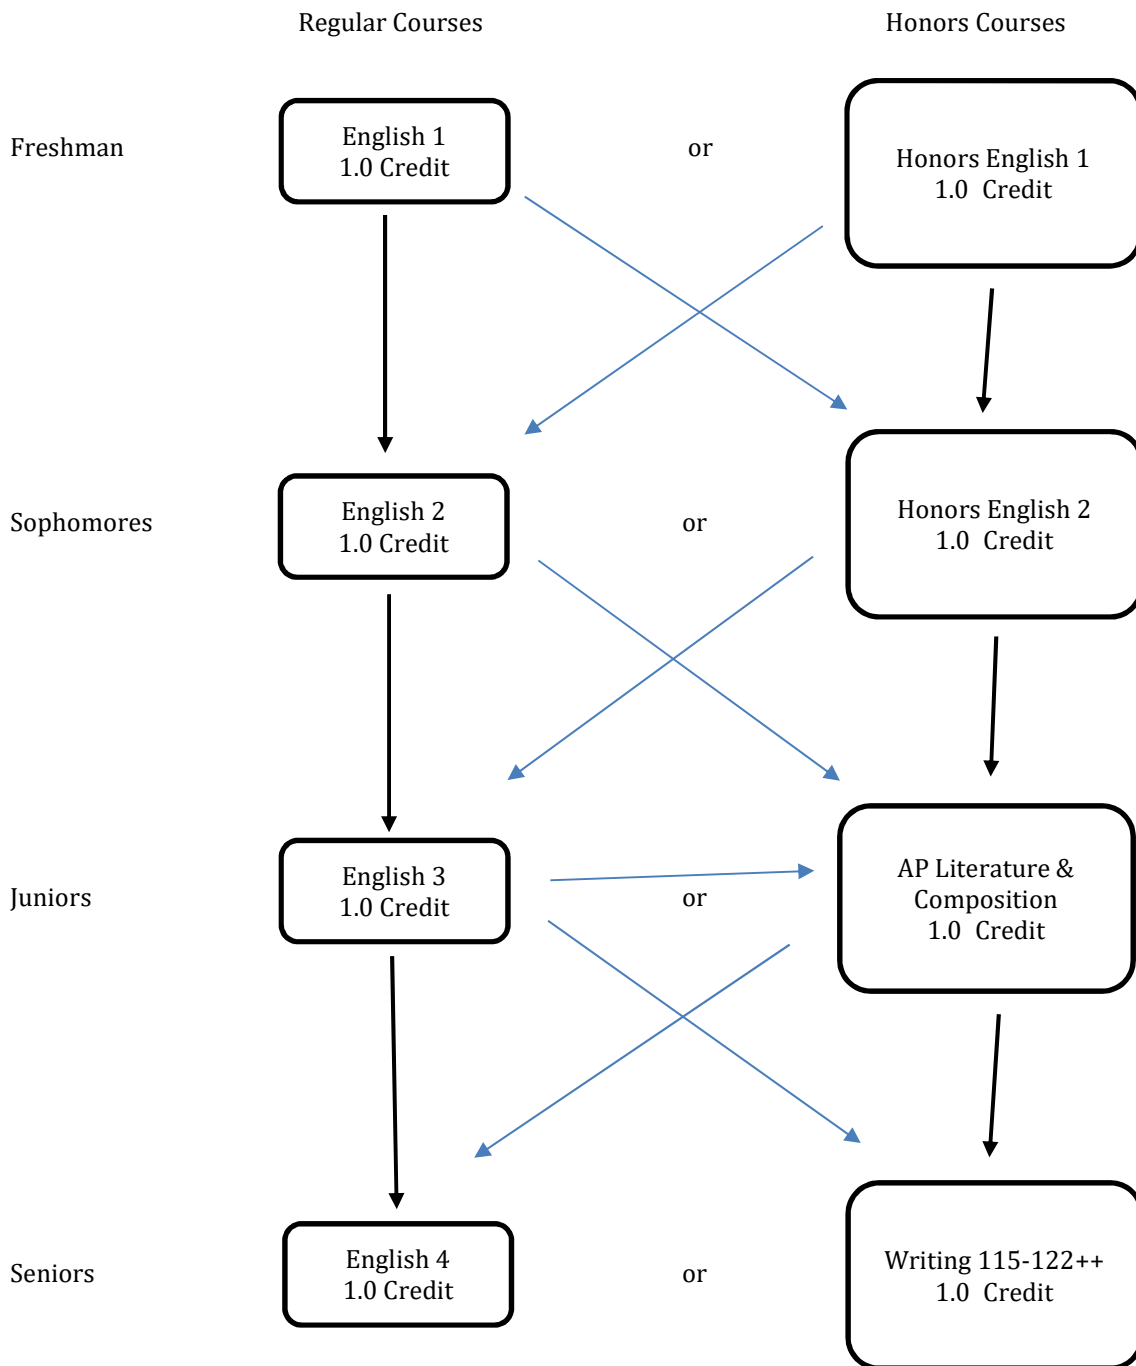 Regular Courses
Honors Courses
Freshman
English 1
1.0 Credit
or
Honors English 1
1.0 Credit
Sophomores
English 2
1.0 Credit
or
Honors English 2
1.0 Credit
Juniors
English 3
1.0 Credit
or
AP Literature &
Composition
1.0 Credit
Seniors
English 4
1.0 Credit
or
Writing 115-122++
1.0 Credit